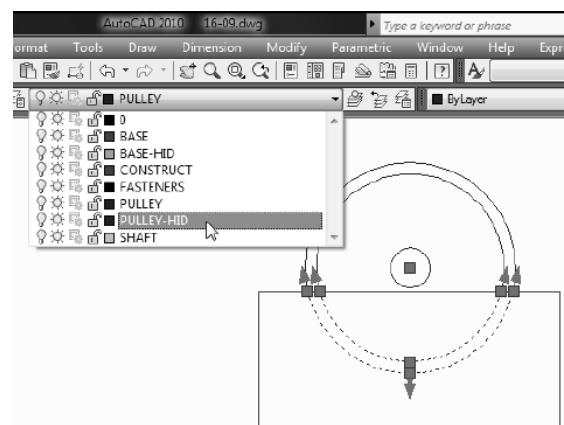 AutoCAD 2010 16-09.dwg Type a keyword or phrase
ormat Tools Draw Dimension Modify Parametric Window Help Expr
PULLEY ByLayer
0
BASE
BASE-HID
CONSTRUCT
FASTENERS
PULLEY
PULLEY-HID
SHAFT